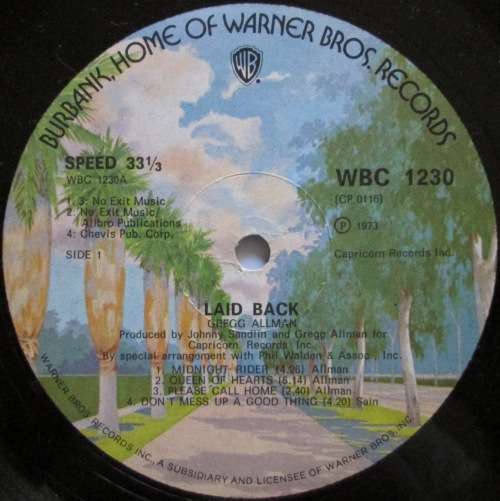 BURBANK, HOME OF WARNER BROS. RECORDS
WB
SPEED 33⅓
WBC 1230A
1. 3: No Exit Music
2: No Exit Music/
Allbro Publications
4: Chevis Pub. Corp.
SIDE 1
WBC 1230
(CP 0116)
Ⓟ 1973
Capricorn Records Inc.
LAID BACK
GREGG ALLMAN
Produced by Johnny Sandlin and Gregg Allman for
Capricorn Records Inc.
By special arrangement with Phil Walden & Assoc., Inc.
1. MIDNIGHT RIDER (4.26) Allman
2. QUEEN OF HEARTS (6.14) Allman
3. PLEASE CALL HOME (2.40) Allman
4. DON'T MESS UP A GOOD THING (4.20) Sain
WARNER BROS. RECORDS INC., A SUBSIDIARY AND LICENSEE OF WARNER BROS. INC.